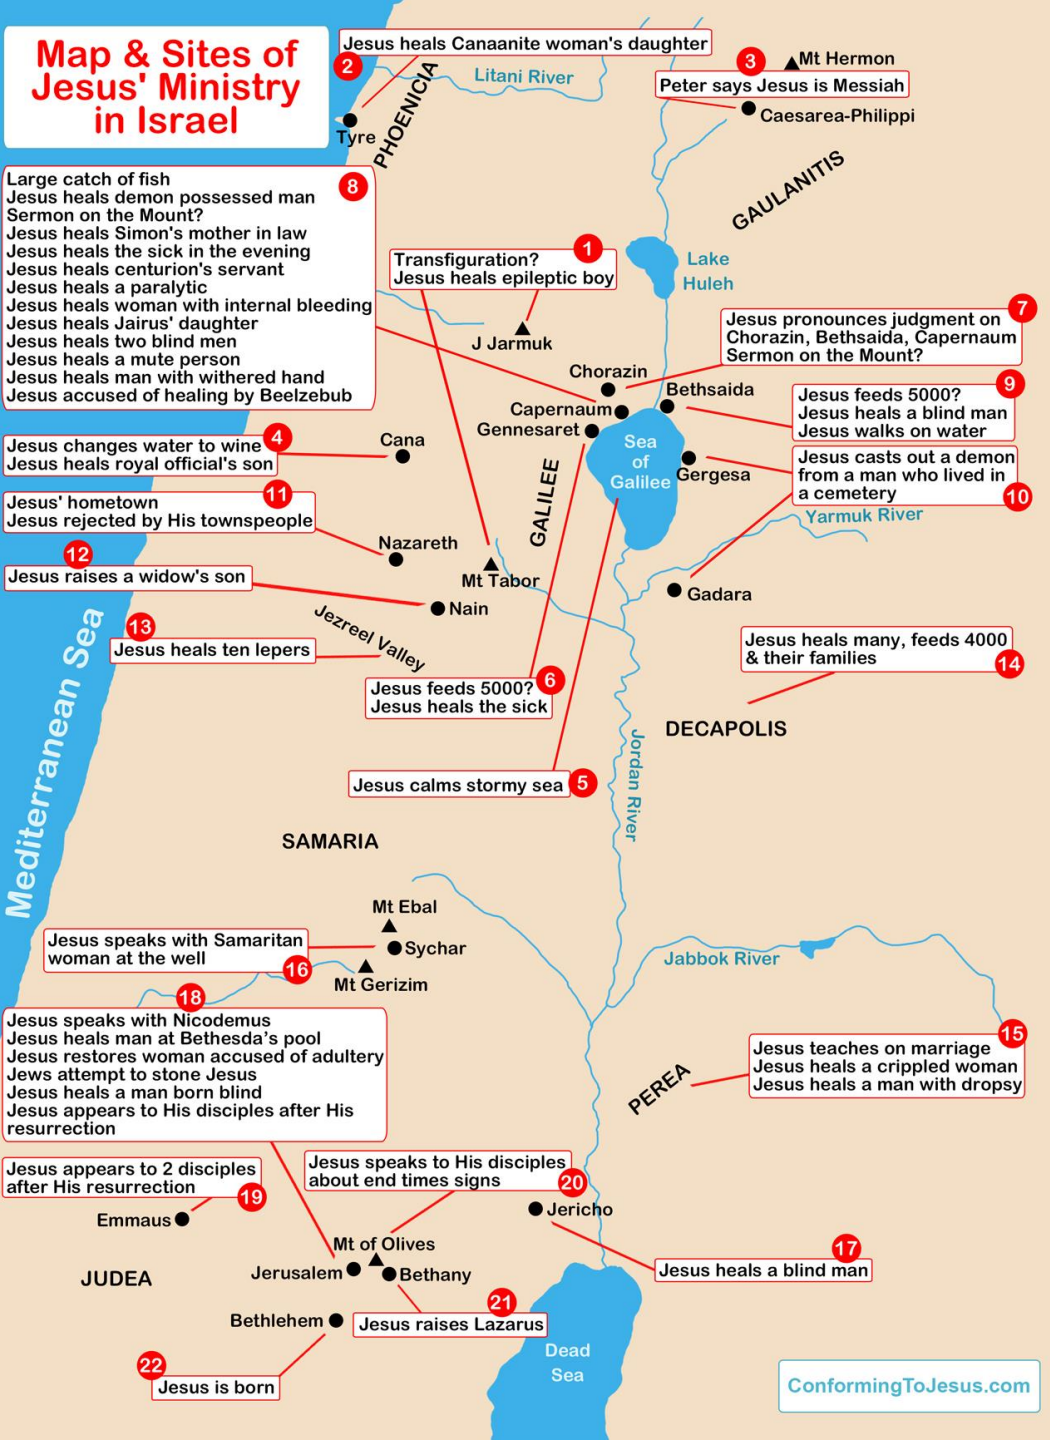 Map & Sites of
Jesus' Ministry
in Israel
Jesus heals Canaanite woman's daughter
2
Litani River
PHOENICIA
Tyre
3
Mt Hermon
Peter says Jesus is Messiah
Caesarea-Philippi
GAULANITIS
8
Large catch of fish
Jesus heals demon possessed man
Sermon on the Mount?
Jesus heals Simon's mother in law
Jesus heals the sick in the evening
Jesus heals centurion's servant
Jesus heals a paralytic
Jesus heals woman with internal bleeding
Jesus heals Jairus' daughter
Jesus heals two blind men
Jesus heals a mute person
Jesus heals man with withered hand
Jesus accused of healing by Beelzebub
1
Transfiguration?
Jesus heals epileptic boy
J Jarmuk
Lake
Huleh
7
Jesus pronounces judgment on
Chorazin, Bethsaida, Capernaum
Sermon on the Mount?
Chorazin
Bethsaida
Capernaum
Gennesaret
9
Jesus feeds 5000?
Jesus heals a blind man
Jesus walks on water
Sea
of
Galilee
Gergesa
Jesus casts out a demon
from a man who lived in
a cemetery
10
Yarmuk River
4
Jesus changes water to wine
Jesus heals royal official's son
Cana
GALILEE
11
Jesus' hometown
Jesus rejected by His townspeople
Nazareth
12
Jesus raises a widow's son
Mt Tabor
Nain
Gadara
13
Jesus heals ten lepers
Jezreel Valley
Jesus heals many, feeds 4000
& their families
14
6
Jesus feeds 5000?
Jesus heals the sick
DECAPOLIS
Jordan River
Jesus calms stormy sea
5
Mediterranean Sea
SAMARIA
Mt Ebal
Jesus speaks with Samaritan
woman at the well
16
Sychar
Mt Gerizim
Jabbok River
18
Jesus speaks with Nicodemus
Jesus heals man at Bethesda's pool
Jesus restores woman accused of adultery
Jews attempt to stone Jesus
Jesus heals a man born blind
Jesus appears to His disciples after His
resurrection
15
Jesus teaches on marriage
Jesus heals a crippled woman
Jesus heals a man with dropsy
PEREA
Jesus appears to 2 disciples
after His resurrection
19
Emmaus
Jesus speaks to His disciples
about end times signs
20
Jericho
17
Jesus heals a blind man
Mt of Olives
JUDEA
Jerusalem
Bethany
21
Jesus raises Lazarus
Bethlehem
22
Jesus is born
Dead
Sea
ConformingToJesus.com